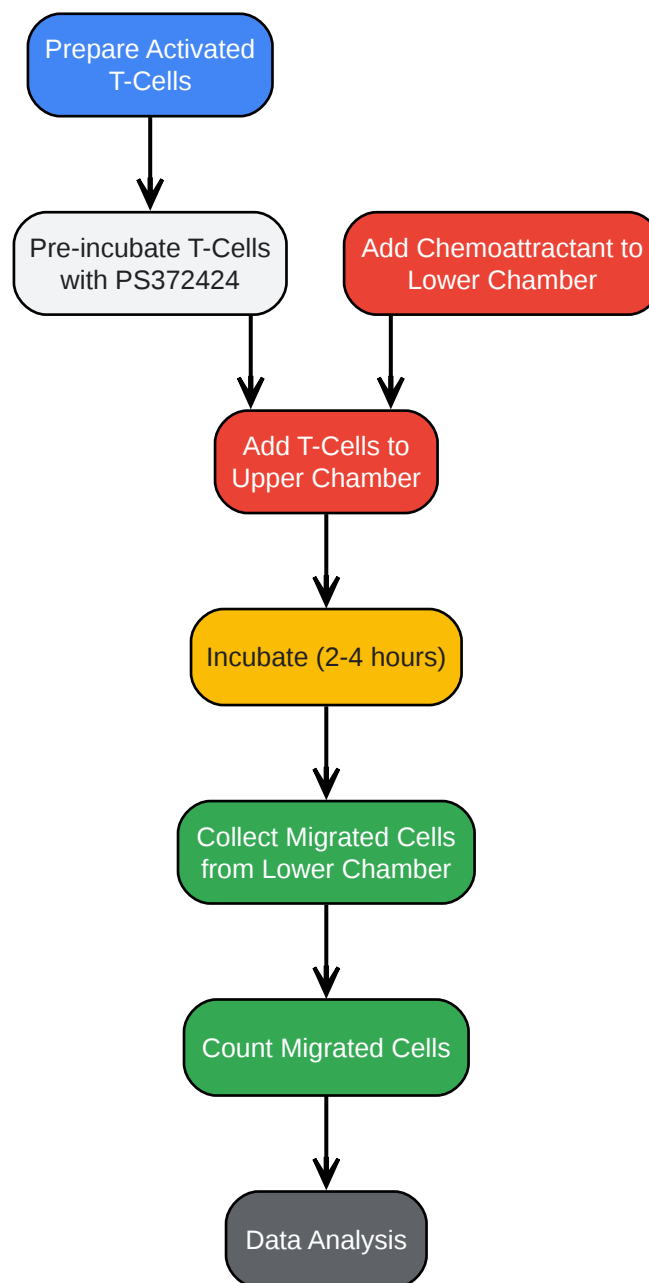 Prepare Activated
T-Cells
Pre-incubate T-Cells
with PS372424
Add Chemoattractant to
Lower Chamber
Add T-Cells to
Upper Chamber
Incubate (2-4 hours)
Collect Migrated Cells
from Lower Chamber
Count Migrated Cells
Data Analysis